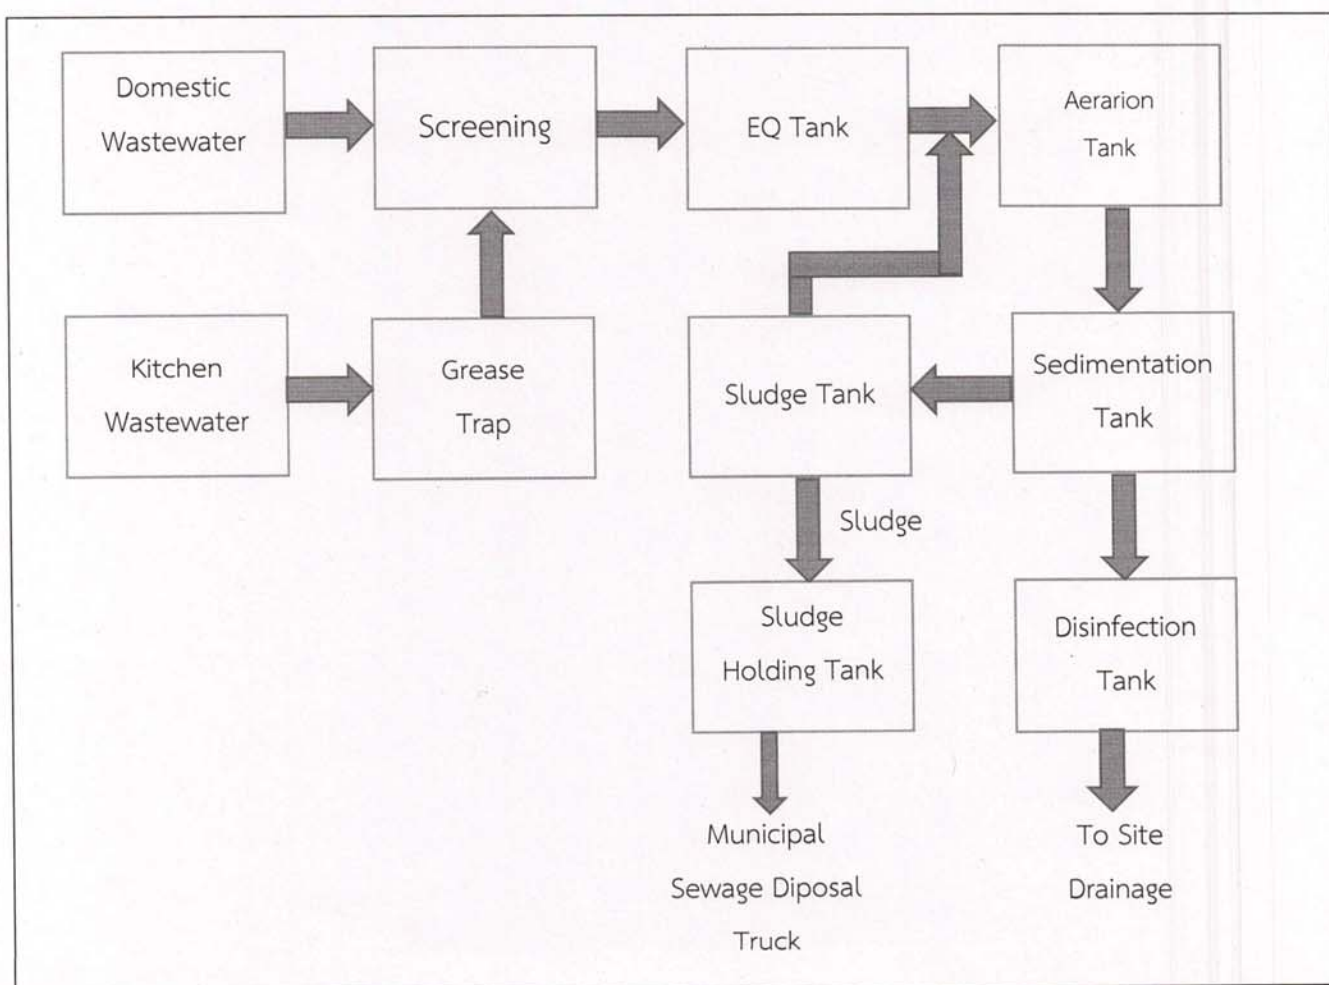 Domestic
Wastewater
Screening
EQ Tank
Aerarion
Tank
Kitchen
Wastewater
Grease
Trap
Sludge Tank
Sedimentation
Tank
Sludge
Sludge
Holding Tank
Disinfection
Tank
Municipal
Sewage Diposal
Truck
To Site
Drainage